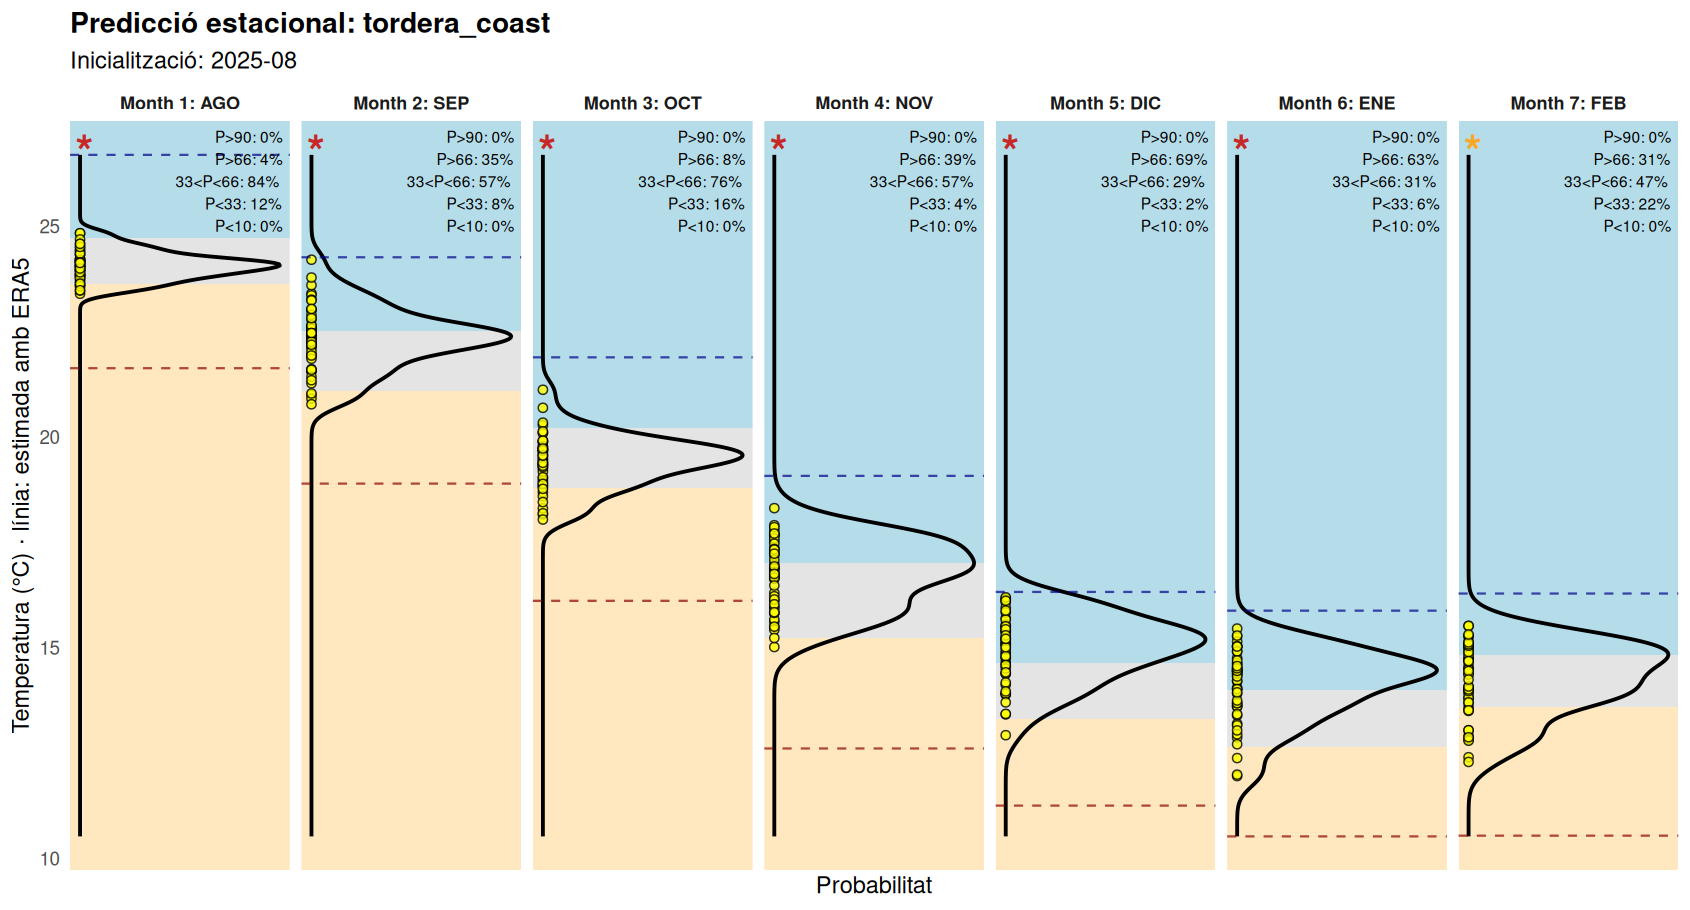 Predicció estacional: tordera_coast
Inicialització: 2025-08
Month 1: AGO
Month 2: SEP
Month 3: OCT
Month 4: NOV
Month 5: DIC
Month 6: ENE
Month 7: FEB
*
P>90: 0%
P>66: 4%
33<P<66: 84%
P<33: 12%
P<10: 0%
*
P>90: 0%
P>66: 35%
33<P<66: 57%
P<33: 8%
P<10: 0%
*
P>90: 0%
P>66: 8%
33<P<66: 76%
P<33: 16%
P<10: 0%
*
P>90: 0%
P>66: 39%
33<P<66: 57%
P<33: 4%
P<10: 0%
*
P>90: 0%
P>66: 69%
33<P<66: 29%
P<33: 2%
P<10: 0%
*
P>90: 0%
P>66: 63%
33<P<66: 31%
P<33: 6%
P<10: 0%
*
P>90: 0%
P>66: 31%
33<P<66: 47%
P<33: 22%
P<10: 0%
25
20
15
10
Temperatura (°C) · línia: estimada amb ERA5
Probabilitat